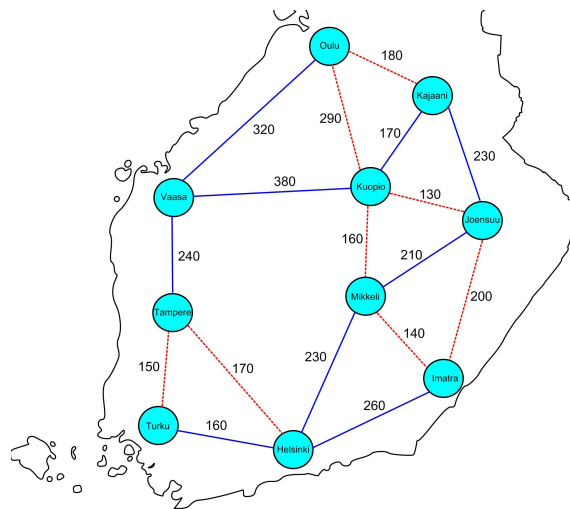 Oulu
180
Kajaani
290
320
170
230
Kuopio
380
130
Vaasa
Joensuu
160
240
210
Mikkeli
200
Tampere
140
230
170
150
Imatra
260
160
Turku
Helsinki